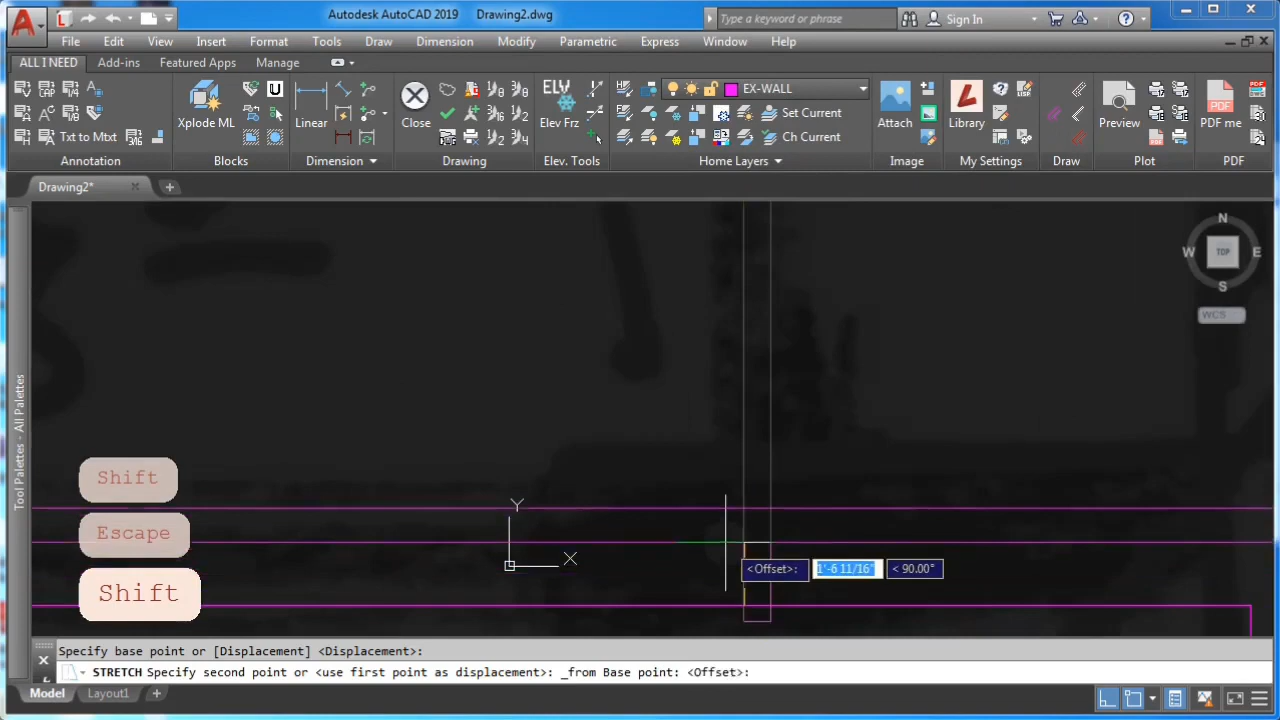 Autodesk AutoCAD 2019 Drawing2.dwg
Type a keyword or phrase
Sign In
File Edit View Insert Format Tools Draw Dimension Modify Parametric Express Window Help
ALL I NEED Add-ins Featured Apps Manage
Txt to Mtxt
Annotation
Xplode ML
Blocks
Linear
Dimension
Close
Drawing
ELV
Elev Frz
Elev. Tools
EX-WALL
Set Current
Ch Current
Home Layers
Attach
Image
Library
My Settings
Draw
Preview
Plot
PDF
PDF me
PDF
Drawing2*
Tool Palettes - All Palettes
N
W TOP E
S
WCS
Shift
Escape
Shift
Y
X
<Offset>: 1'-6 11/16" < 90.00°
Specify base point or [Displacement] <Displacement>:
STRETCH Specify second point or <use first point as displacement>: _from Base point: <Offset>:
Model Layout1